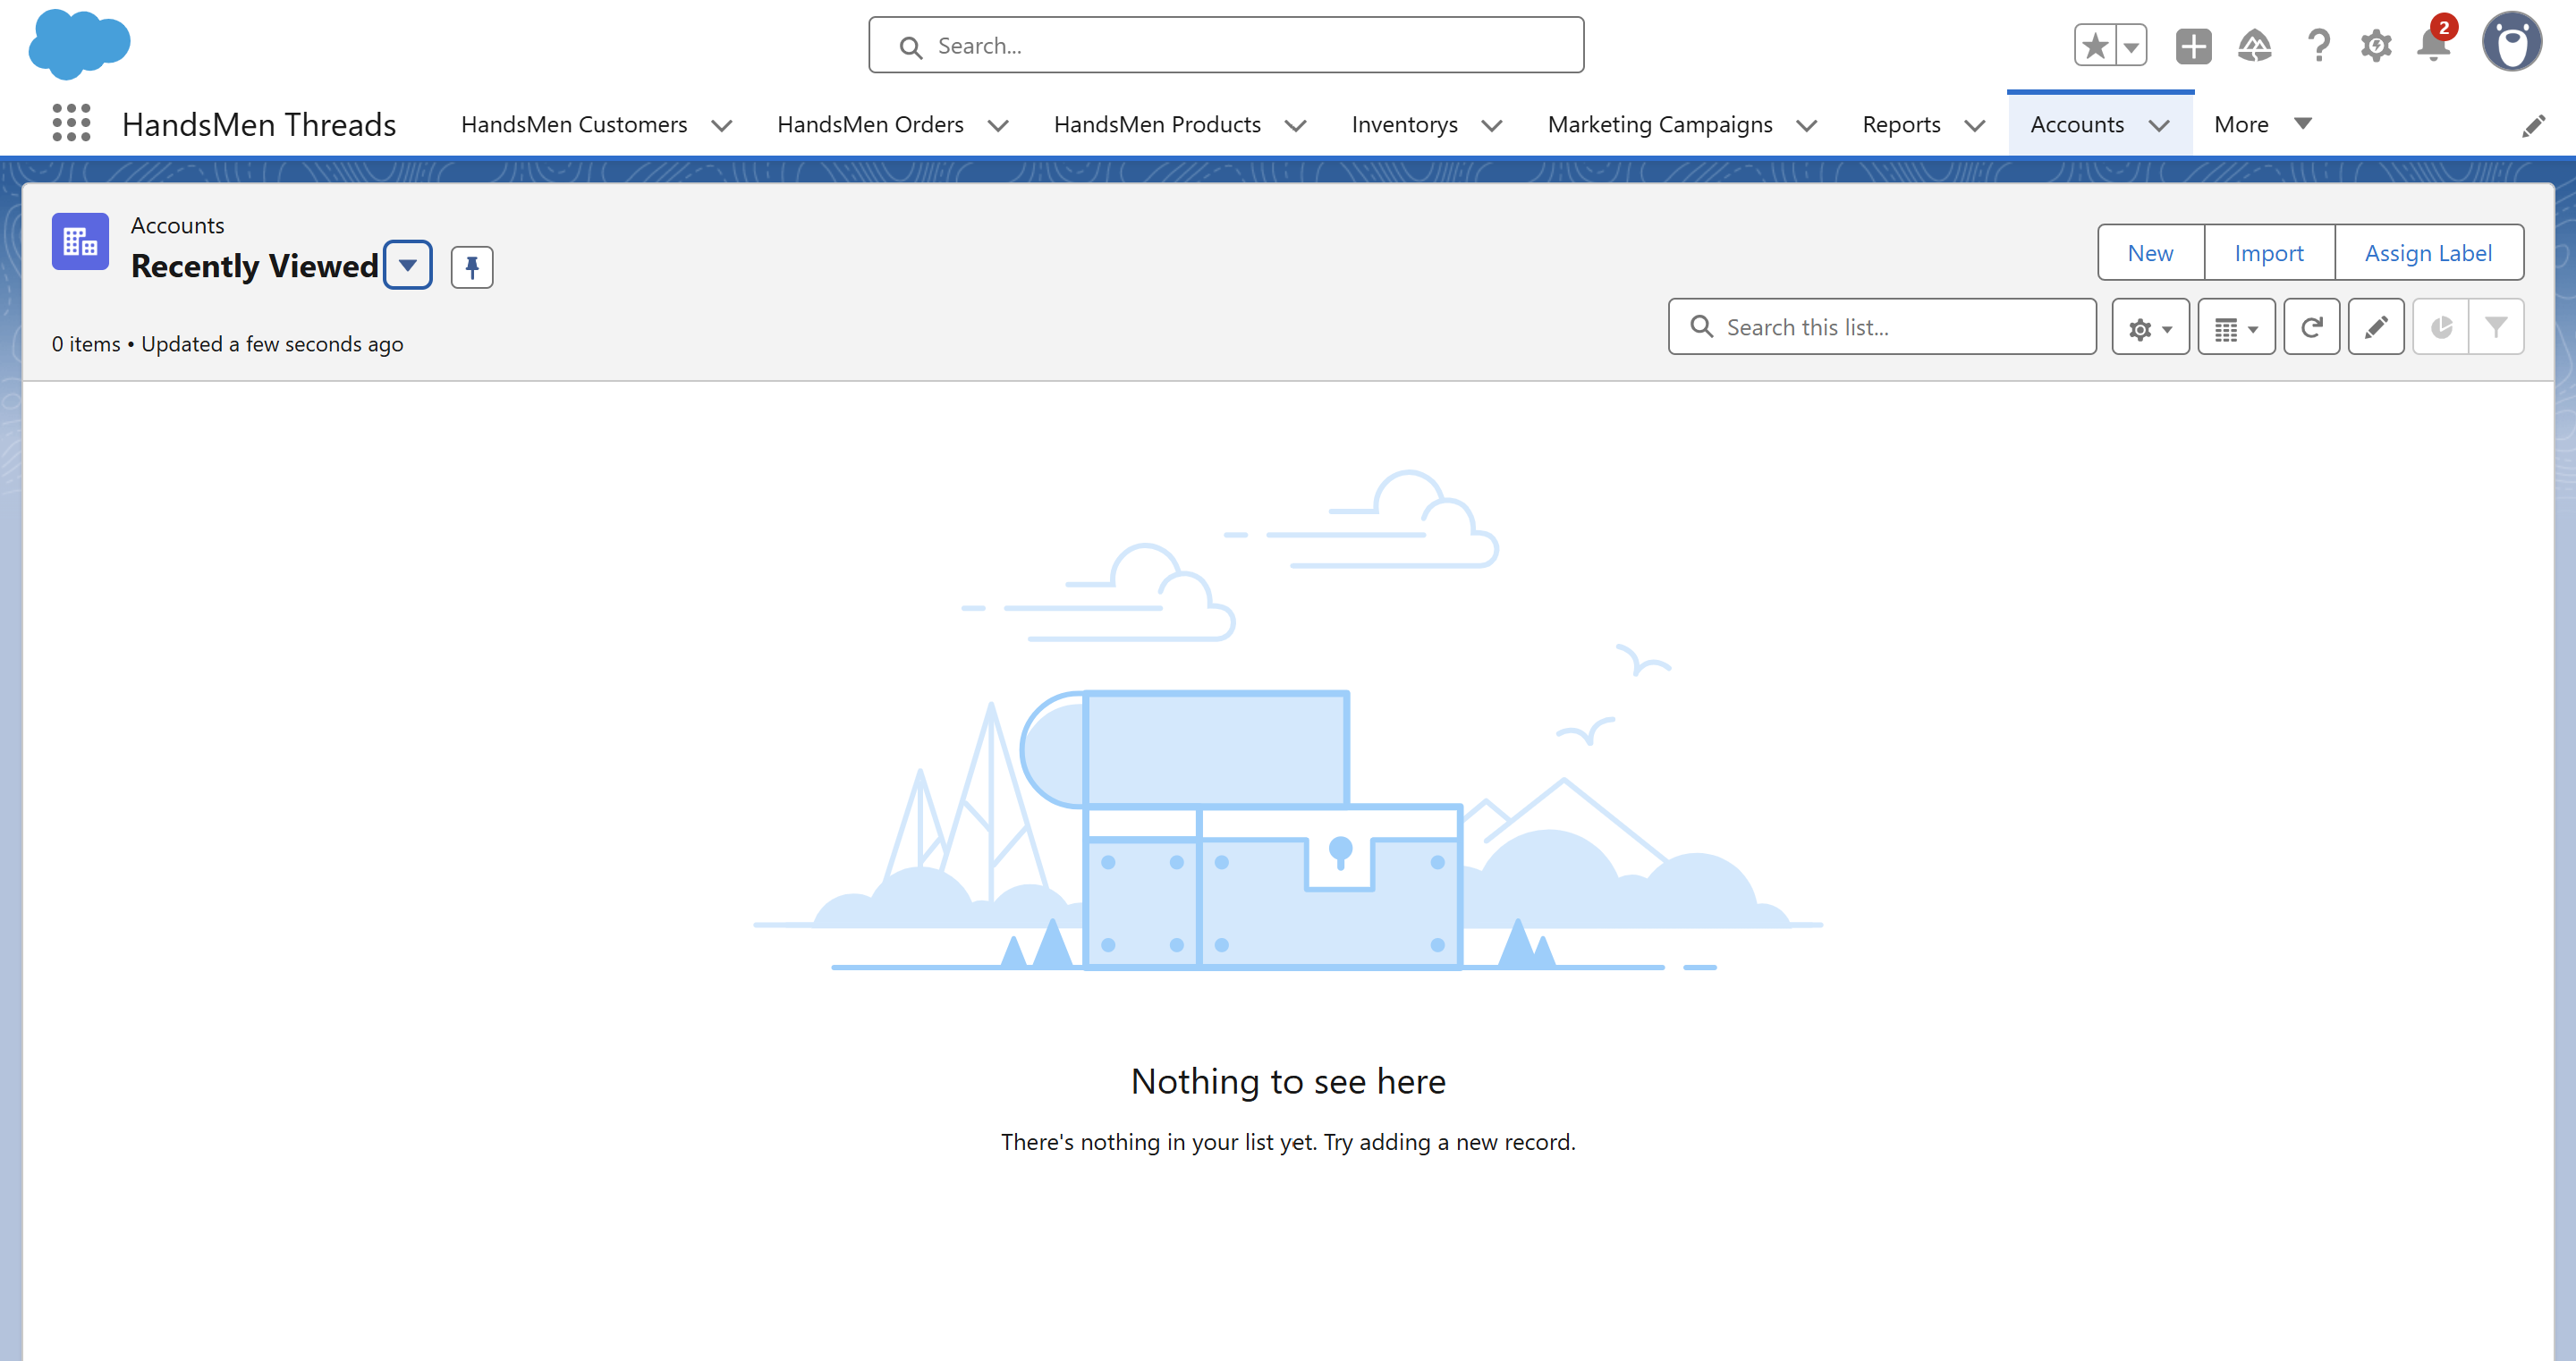 Search...
2
HandsMen Threads
HandsMen Customers
HandsMen Orders
HandsMen Products
Inventorys
Marketing Campaigns
Reports
Accounts
More
Accounts
Recently Viewed
New
Import
Assign Label
0 items • Updated a few seconds ago
Search this list...
Nothing to see here
There's nothing in your list yet. Try adding a new record.